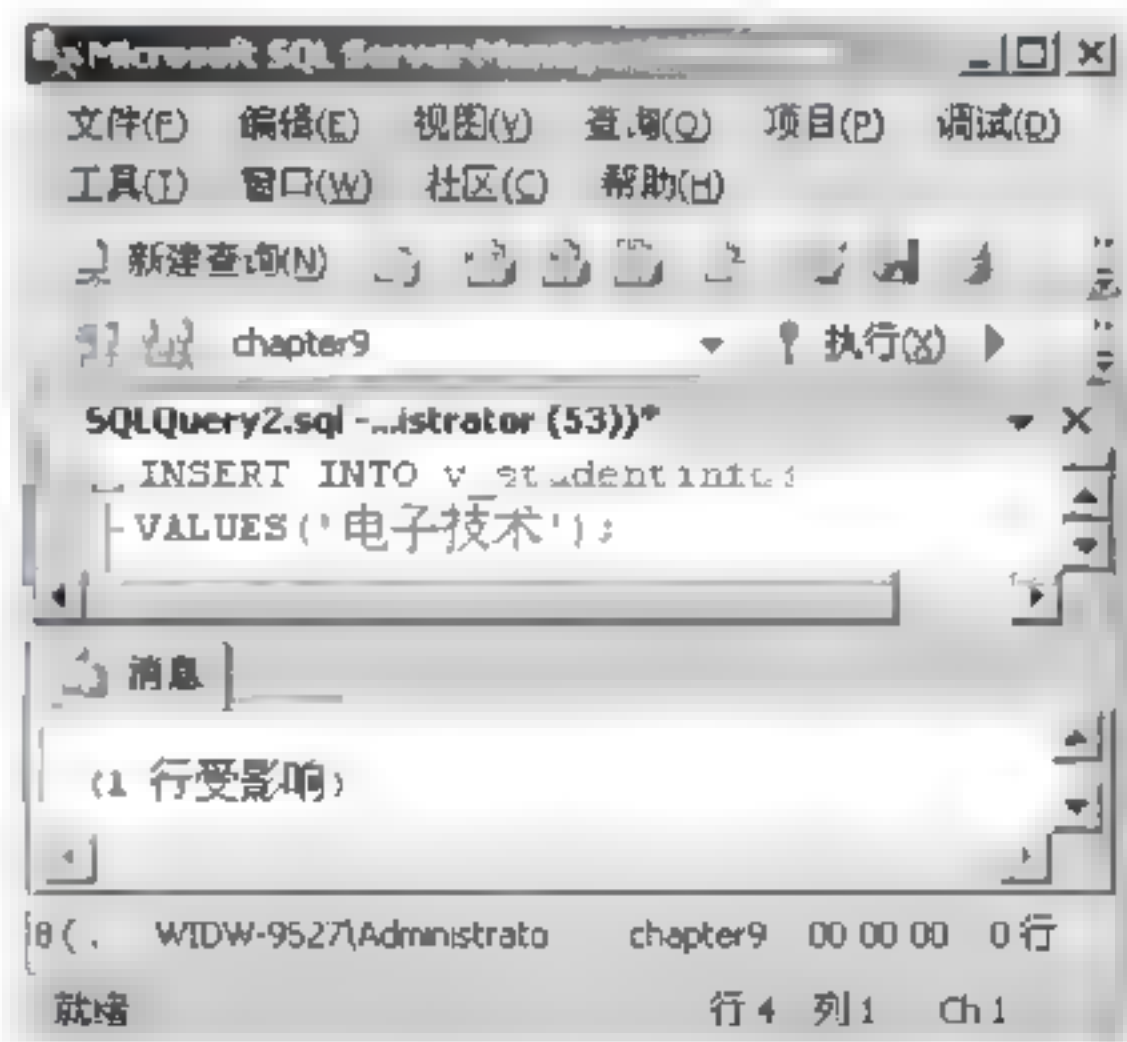 Microsoft SQL Server
文件(F) 编辑(E) 视图(V) 查询(Q) 项目(P) 调试(D)
工具(T) 窗口(W) 社区(C) 帮助(H)
新建查询(N)
chapter9 执行(X)
SQLQuery2.sql -...istrator (53))*
INSERT INTO
VALUES('电子技术');
消息
(1 行受影响)
WIDW-9527\Administrato chapter9 00 00 00 0 行
就绪 行 4 列 1 Ch 1